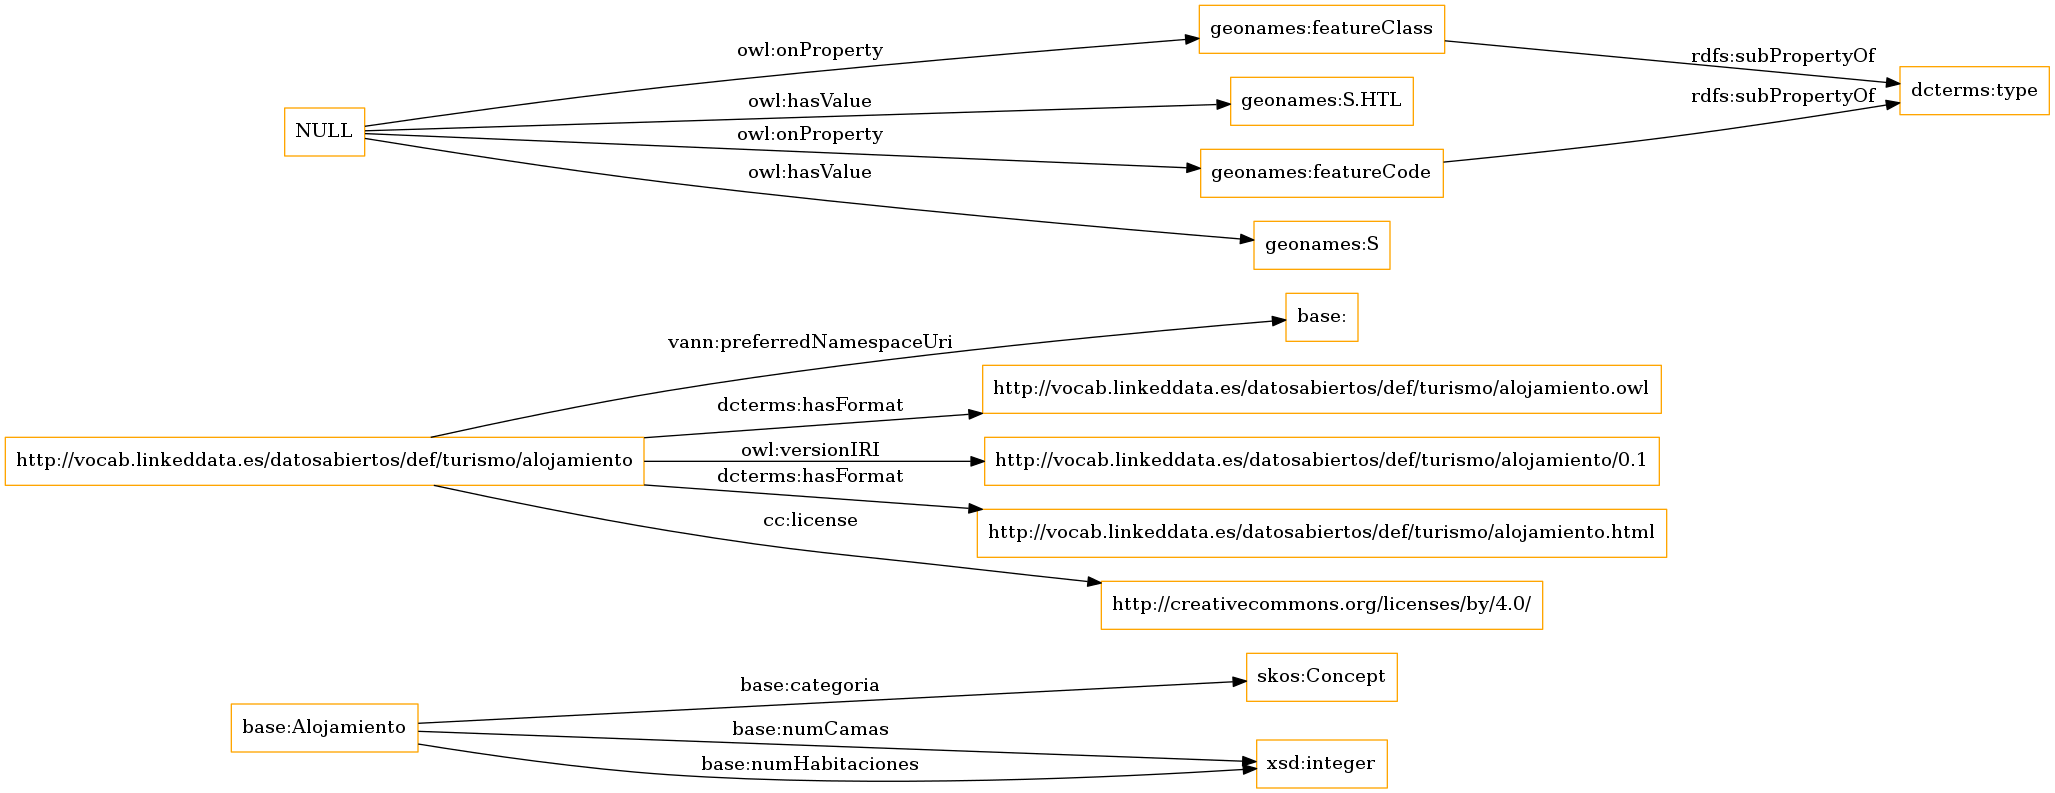 geonames:featureClass
owl:onProperty
rdfs:subPropertyOf
dcterms:type
owl:hasValue
geonames:S.HTL
rdfs:subPropertyOf
NULL
owl:onProperty
geonames:featureCode
owl:hasValue
geonames:S
base:
vann:preferredNamespaceUri
http://vocab.linkeddata.es/datosabiertos/def/turismo/alojamiento.owl
dcterms:hasFormat
owl:versionIRI
http://vocab.linkeddata.es/datosabiertos/def/turismo/alojamiento
http://vocab.linkeddata.es/datosabiertos/def/turismo/alojamiento/0.1
dcterms:hasFormat
cc:license
http://vocab.linkeddata.es/datosabiertos/def/turismo/alojamiento.html
http://creativecommons.org/licenses/by/4.0/
skos:Concept
base:categoria
base:Alojamiento
base:numCamas
base:numHabitaciones
xsd:integer